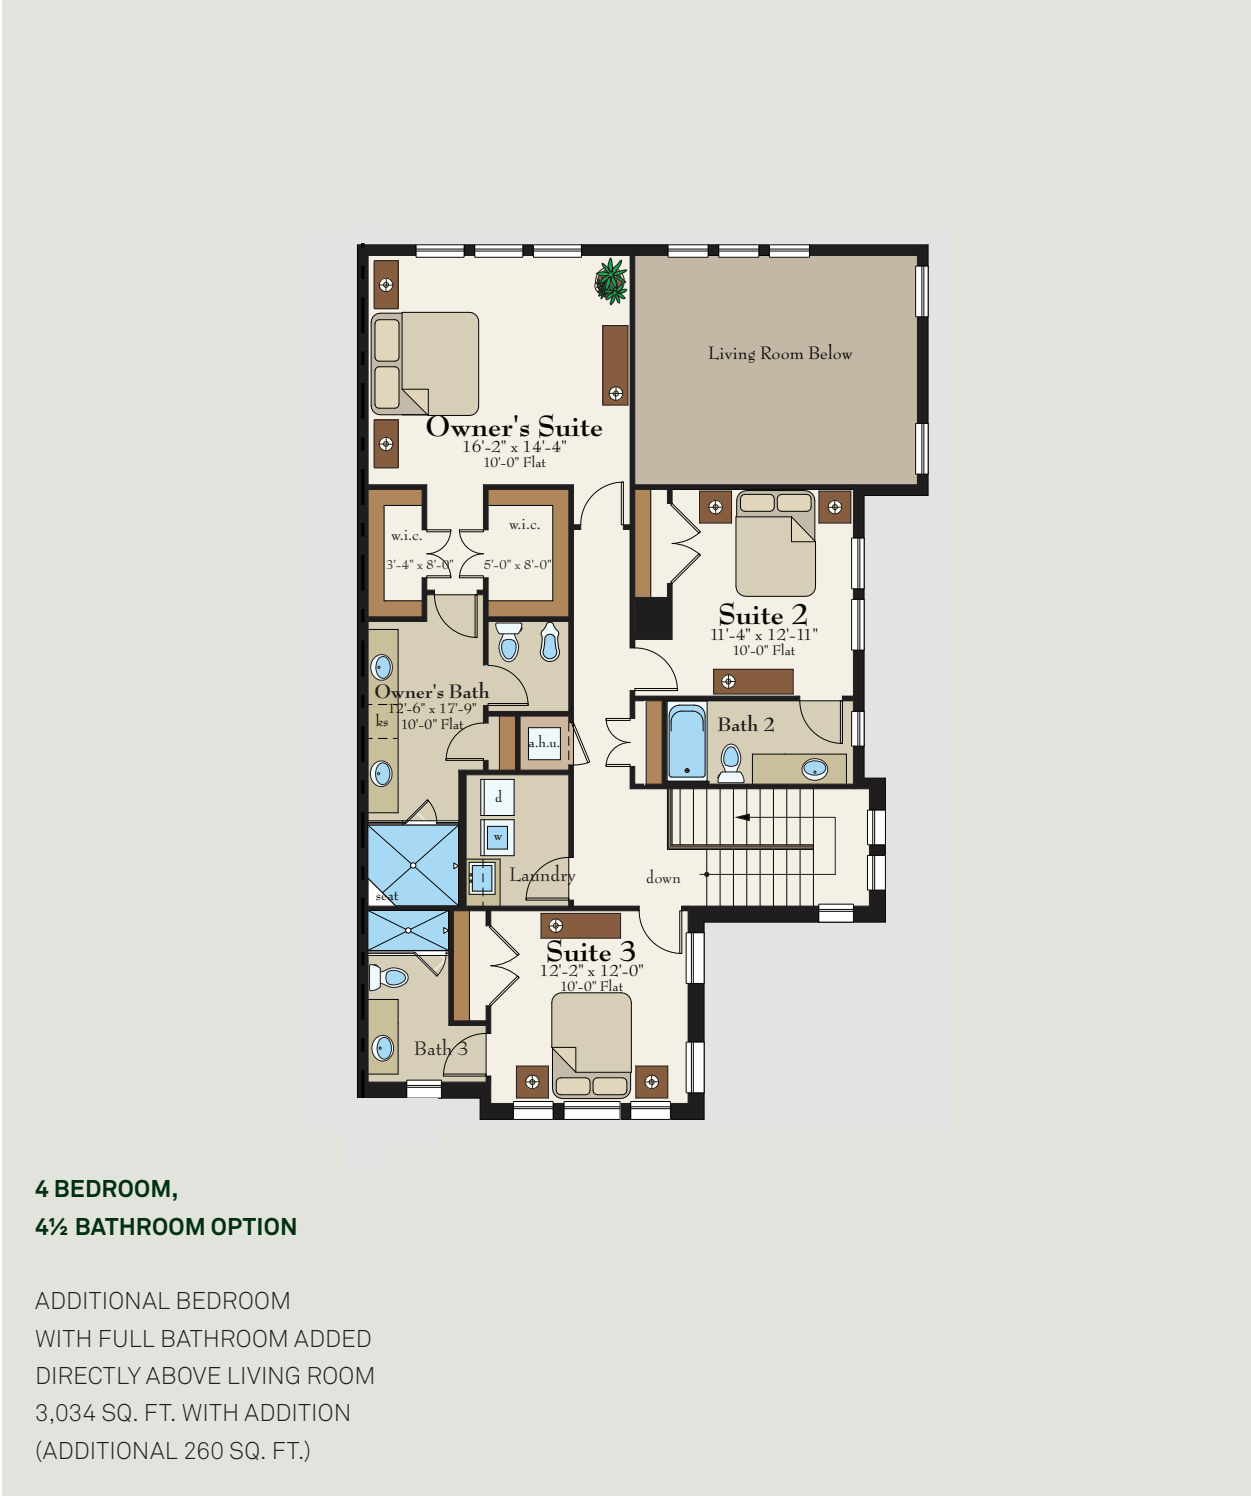 Living Room Below
Owner's Suite
16'-2" x 14'-4"
10'-0" Flat
w.i.c.
3'-4" x 8'-0"
w.i.c.
5'-0" x 8'-0"
Suite 2
11'-4" x 12'-11"
10'-0" Flat
Owner's Bath
12'-6" x 17'-9"
ks
10'-0" Flat
a.h.u.
Bath 2
d
w
Laundry
down
seat
Suite 3
12'-2" x 12'-0"
10'-0" Flat
Bath 3
4 BEDROOM,
4½ BATHROOM OPTION
ADDITIONAL BEDROOM
WITH FULL BATHROOM ADDED
DIRECTLY ABOVE LIVING ROOM
3,034 SQ. FT. WITH ADDITION
(ADDITIONAL 260 SQ. FT.)